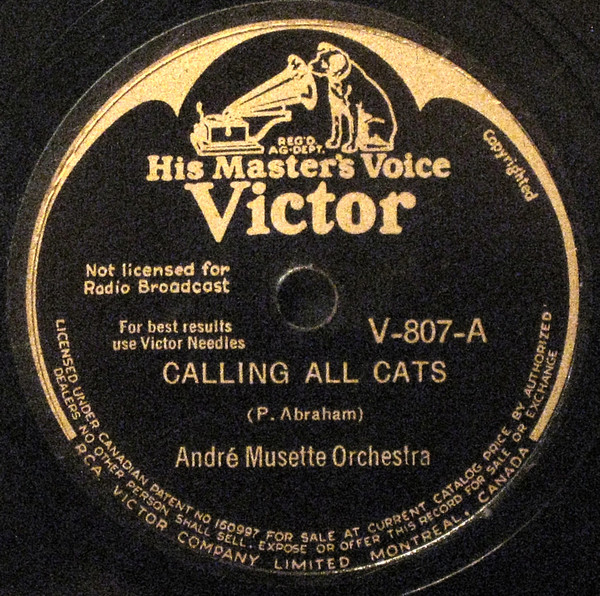 REG'D.
AG-DEPT.
His Master's Voice
Victor
Copyrighted
Not licensed for
Radio Broadcast
For best results
use Victor Needles
V-807-A
CALLING ALL CATS
(P. Abraham)
André Musette Orchestra
LICENSED UNDER CANADIAN PATENT NO 160997 FOR SALE AT CURRENT CATALOG PRICE BY AUTHORIZED
DEALERS, NO OTHER PERSON SHALL SELL, EXPOSE OR OFFER THIS RECORD FOR SALE OR EXCHANGE
RCA VICTOR COMPANY LIMITED MONTREAL, CANADA